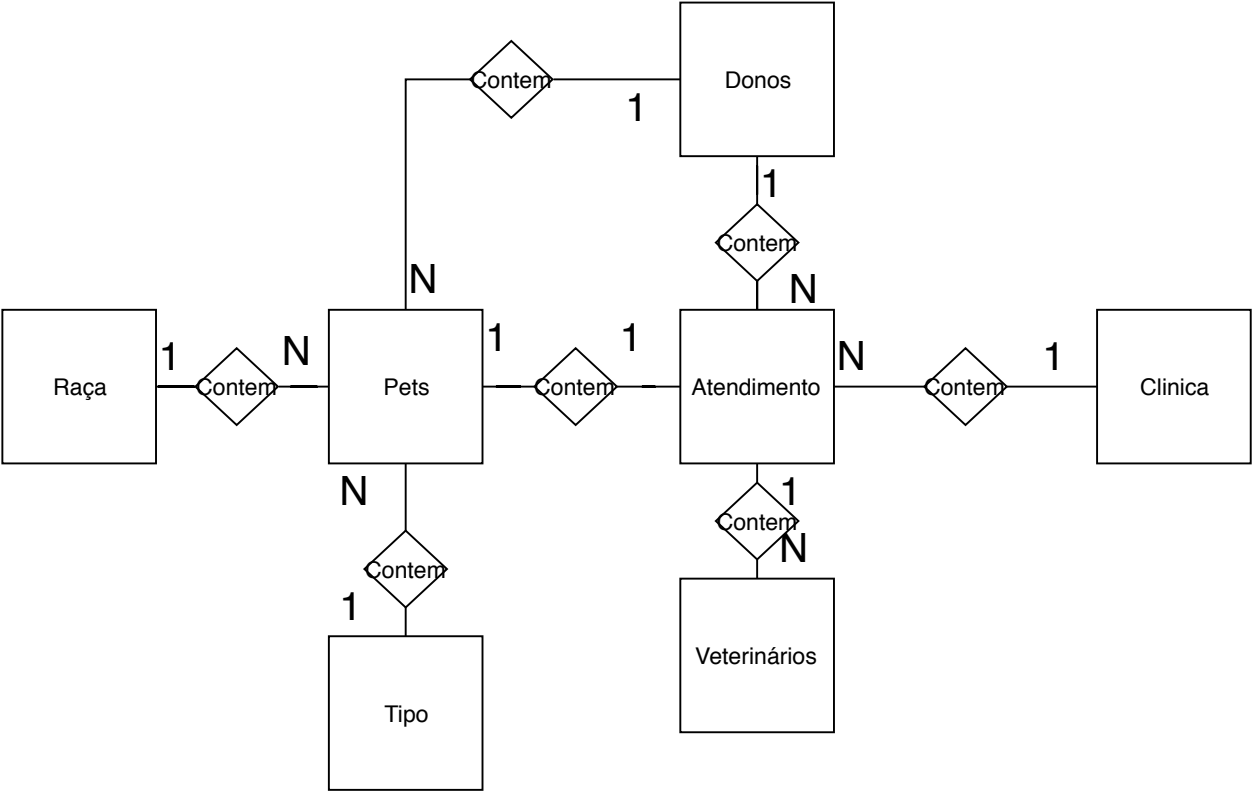 Contem
Donos
1
1
Contem
N
N
Raça
1
Contem
N
Pets
1
Contem
1
Atendimento
N
Contem
1
Clinica
N
1
Contem
N
Contem
1
Veterinários
Tipo